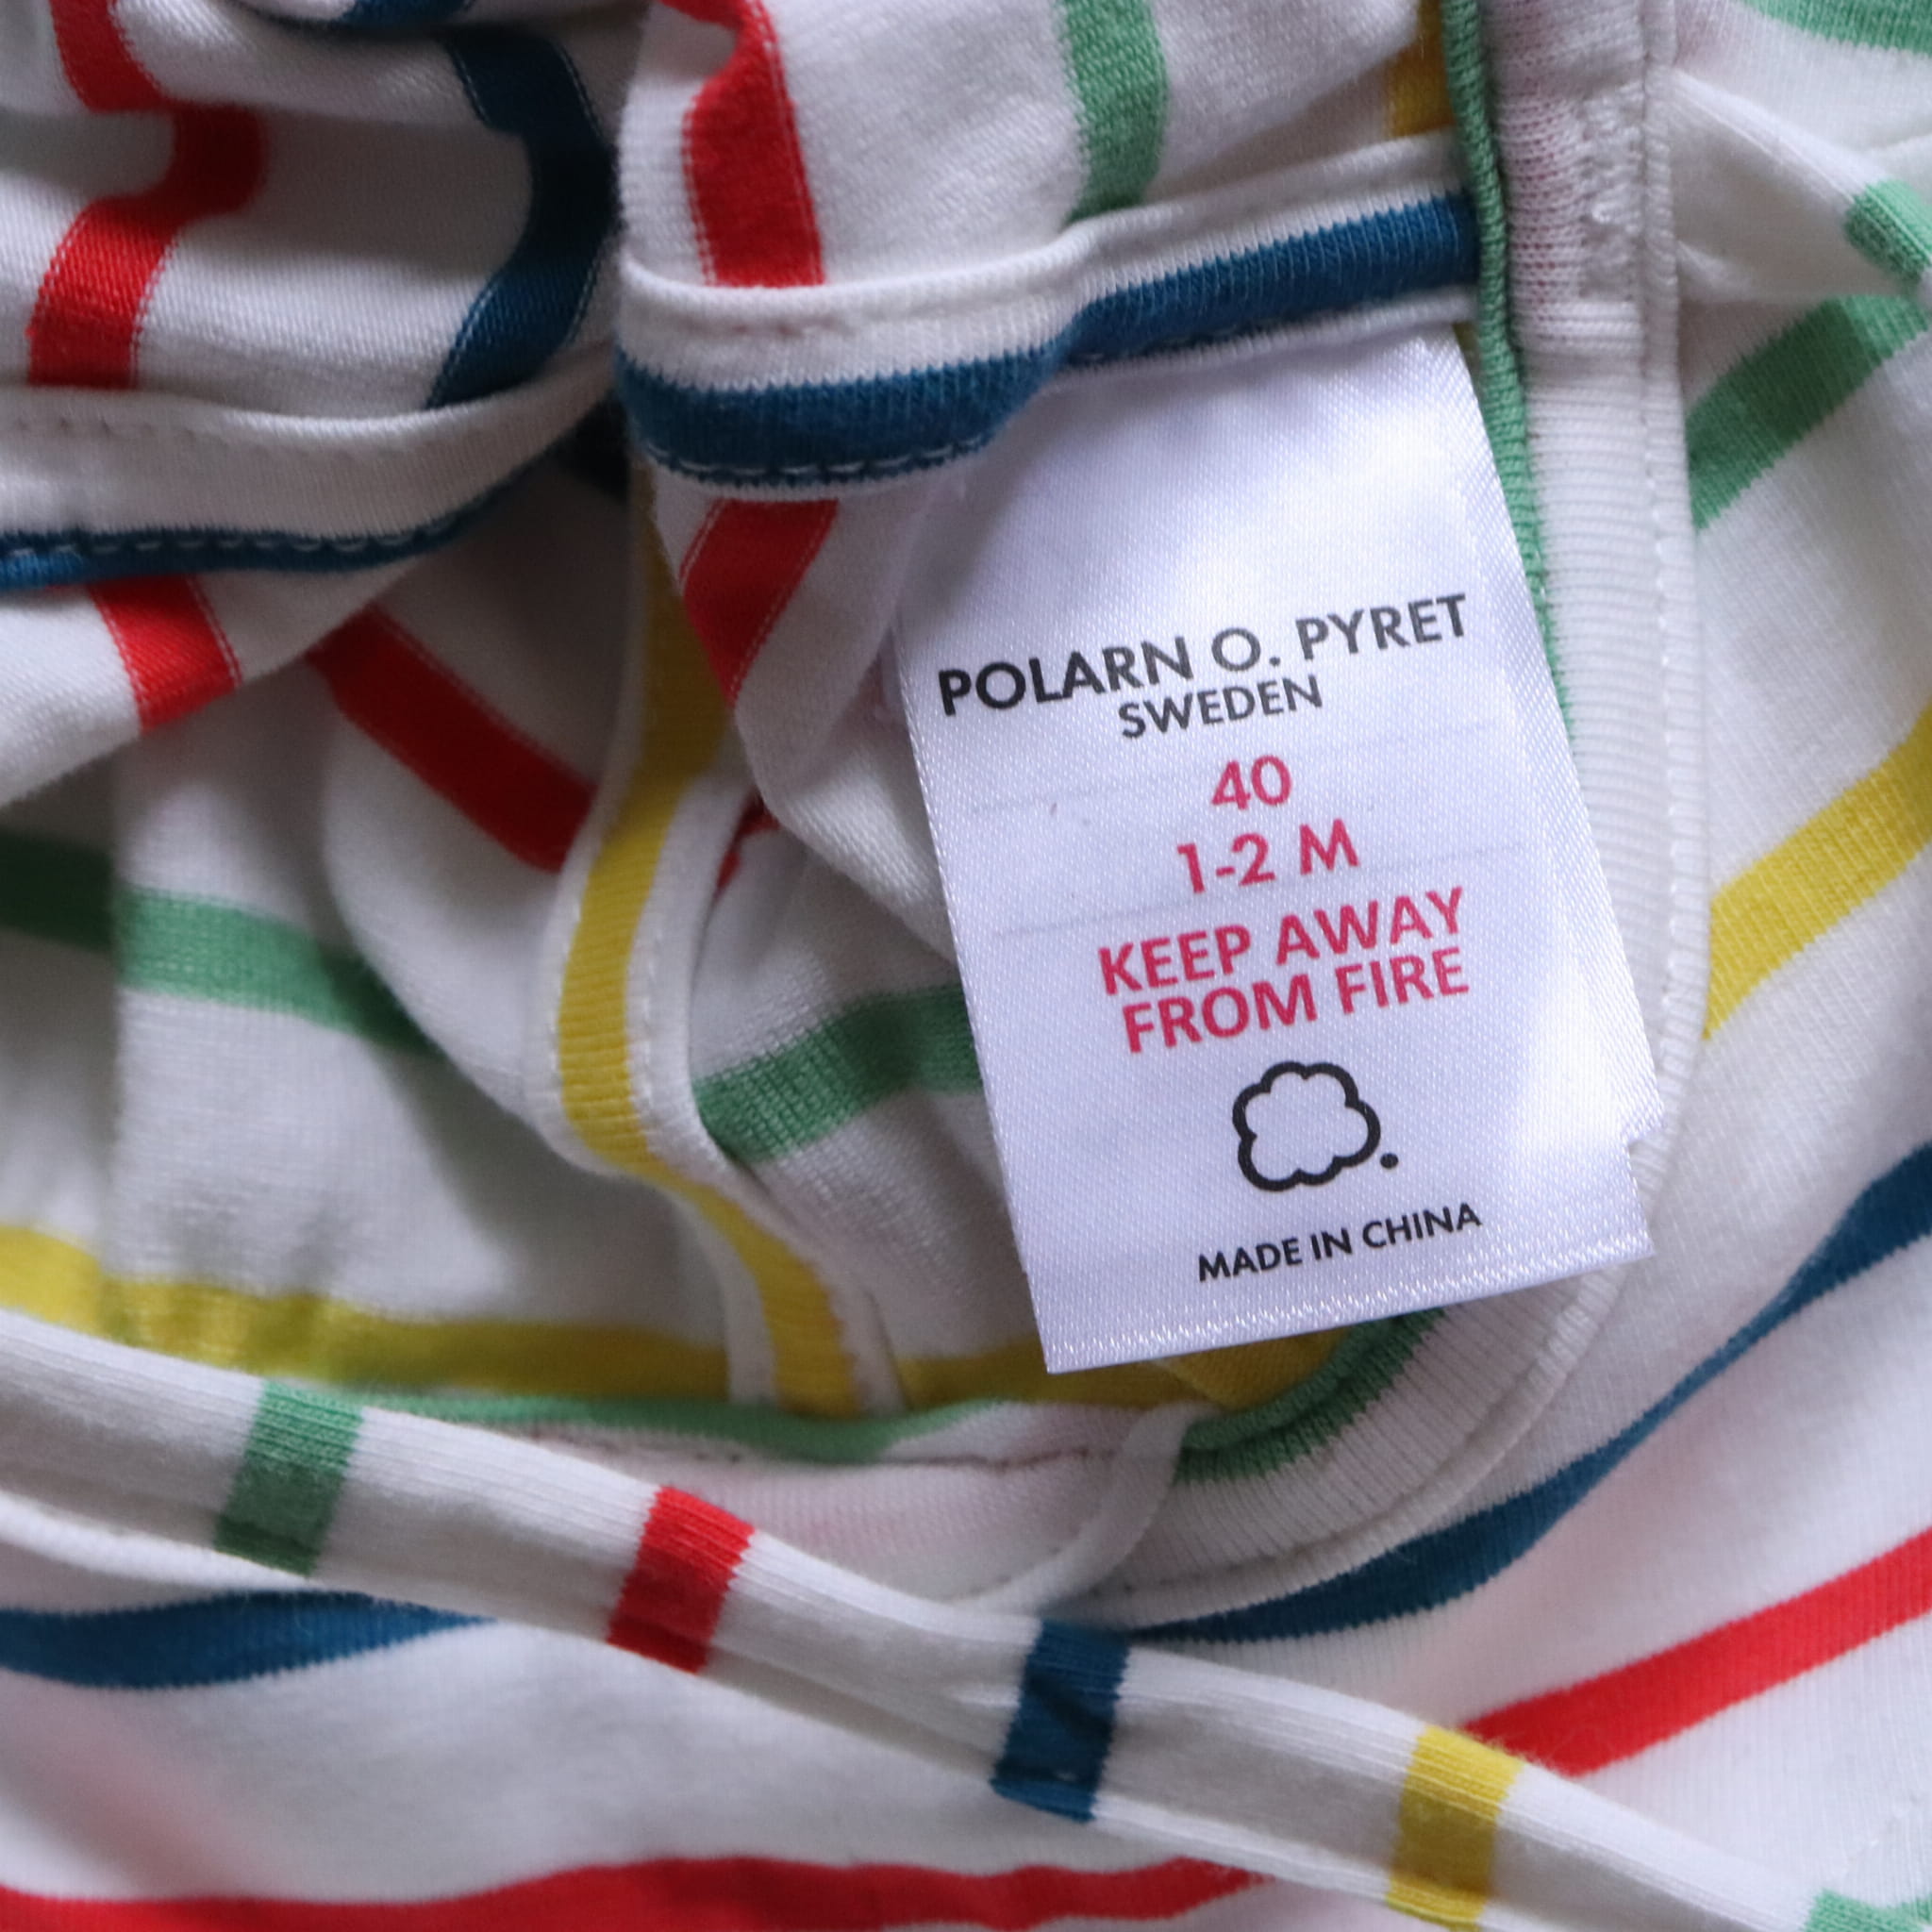 POLARN O. PYRET
SWEDEN
40
1-2 M
KEEP AWAY
FROM FIRE
MADE IN CHINA